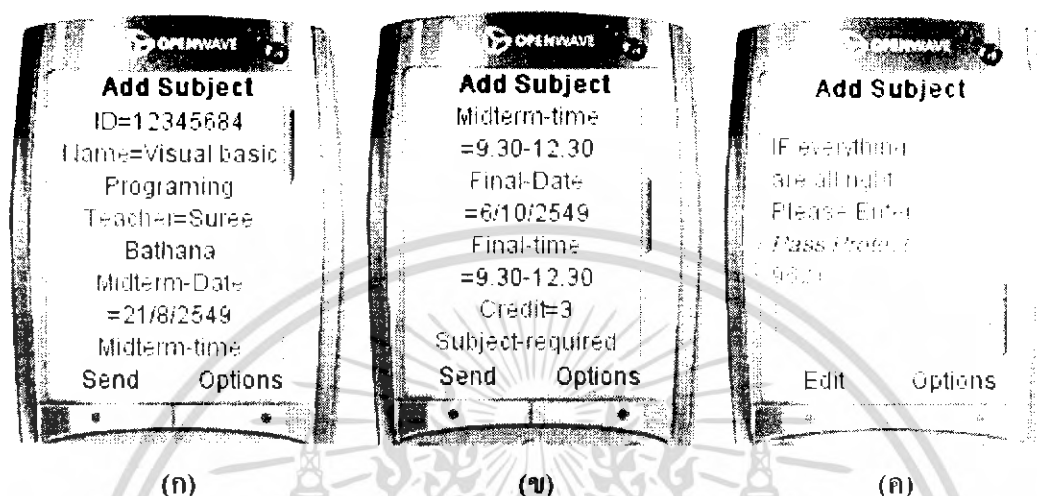 OPENWAVE
Add Subject
ID=12345684
Name=Visual basic
Programing
Teacher=Suree
Bathana
Midterm-Date
=21/8/2549
Midterm-time
Send Options
(ก)
OPENWAVE
Add Subject
Midterm-time
=9.30-12.30
Final-Date
=6/10/2549
Final-time
=9.30-12.30
Credit=3
Subject-required
Send Options
(ข)
OPENWAVE
Add Subject
IF everything
are all right
Please Enter
Pass
Edit Options
(ค)